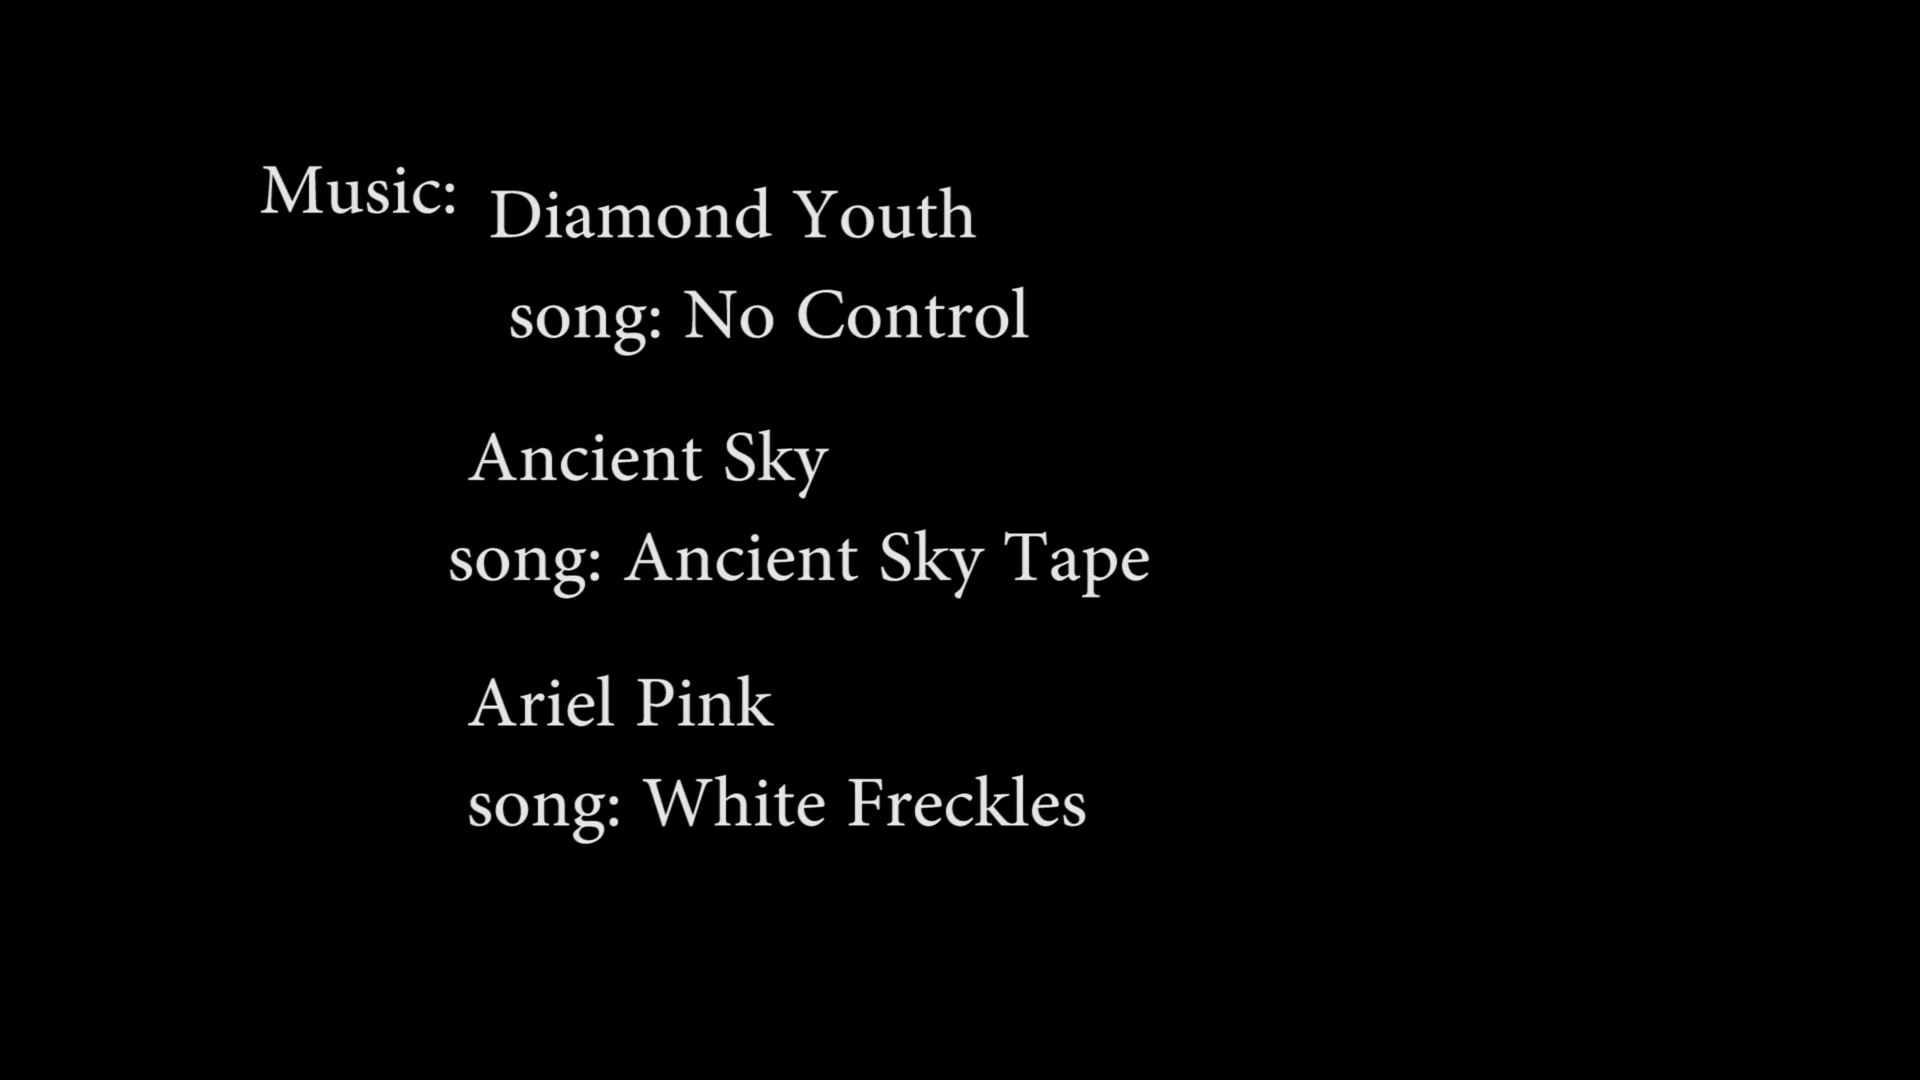 Music:
Diamond Youth
song: No Control
Ancient Sky
song: Ancient Sky Tape
Ariel Pink
song: White Freckles